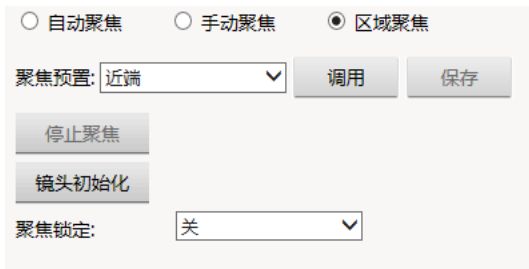 自动聚焦 手动聚焦 区域聚焦
聚焦预置: 近端 调用 保存
停止聚焦
镜头初始化
聚焦锁定: 关